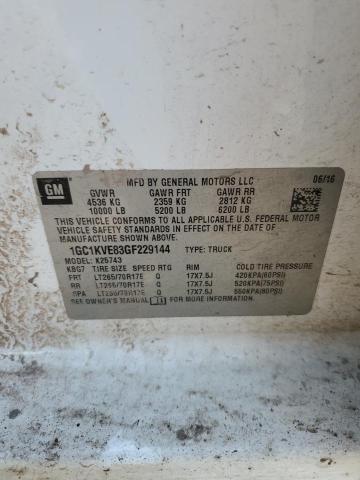 GM
MFD BY GENERAL MOTORS LLC 06/16
GVWR GAWR FRT GAWR RR
4536 KG 2359 KG 2812 KG
10000 LB 5200 LB 6200 LB
THIS VEHICLE CONFORMS TO ALL APPLICABLE U.S. FEDERAL MOTOR
VEHICLE SAFETY STANDARDS IN EFFECT ON THE DATE OF
MANUFACTURE SHOWN ABOVE.
1GC1KVE83GF229144 TYPE: TRUCK
MODEL: K25743
KBG7 TIRE SIZE SPEED RTG RIM COLD TIRE PRESSURE
FRT LT265/70R17E Q 17X7.5J 420KPA(60PSI)
RR LT265/70R17E Q 17X7.5J 520KPA(75PSI)
SPA LT265/70R17E Q 17X7.5J 550KPA(80PSI)
SEE OWNER'S MANUAL FOR MORE INFORMATION